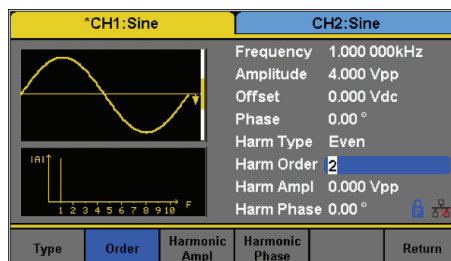 *CH1:Sine
CH2:Sine
Frequency 1.000 000kHz
Amplitude 4.000 Vpp
Offset 0.000 Vdc
Phase 0.00 °
Harm Type Even
Harm Order 2
Harm Ampl 0.000 Vpp
Harm Phase 0.00 °
|A|
1 2 3 4 5 6 7 8 9 10 F
Type
Order
Harmonic
Ampl
Harmonic
Phase
Return